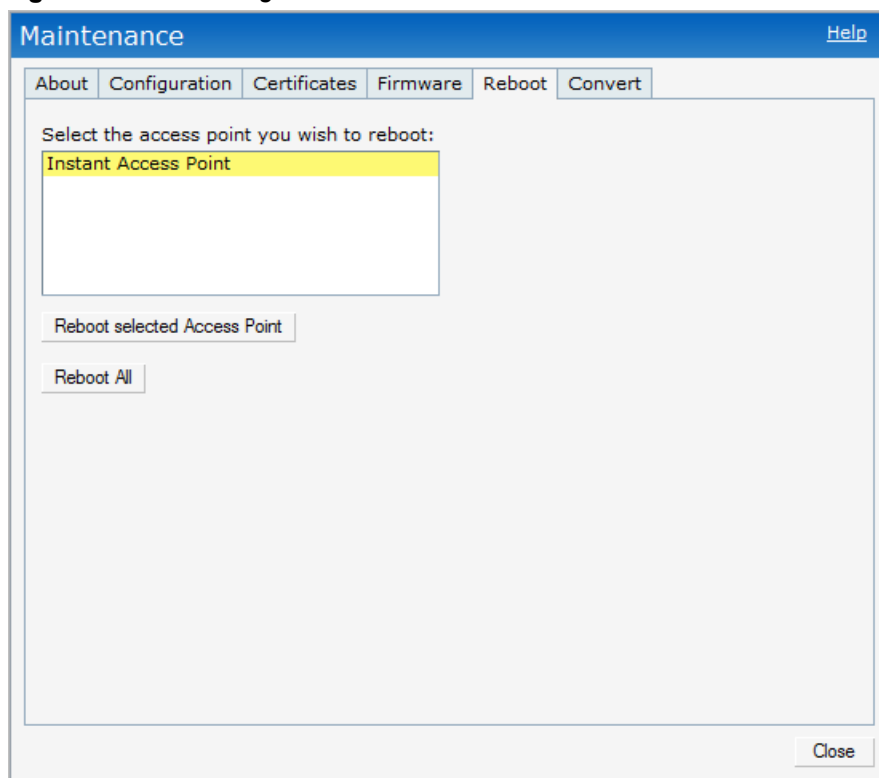 Maintenance Help
About Configuration Certificates Firmware Reboot Convert
Select the access point you wish to reboot:
Instant Access Point
Reboot selected Access Point
Reboot All
Close